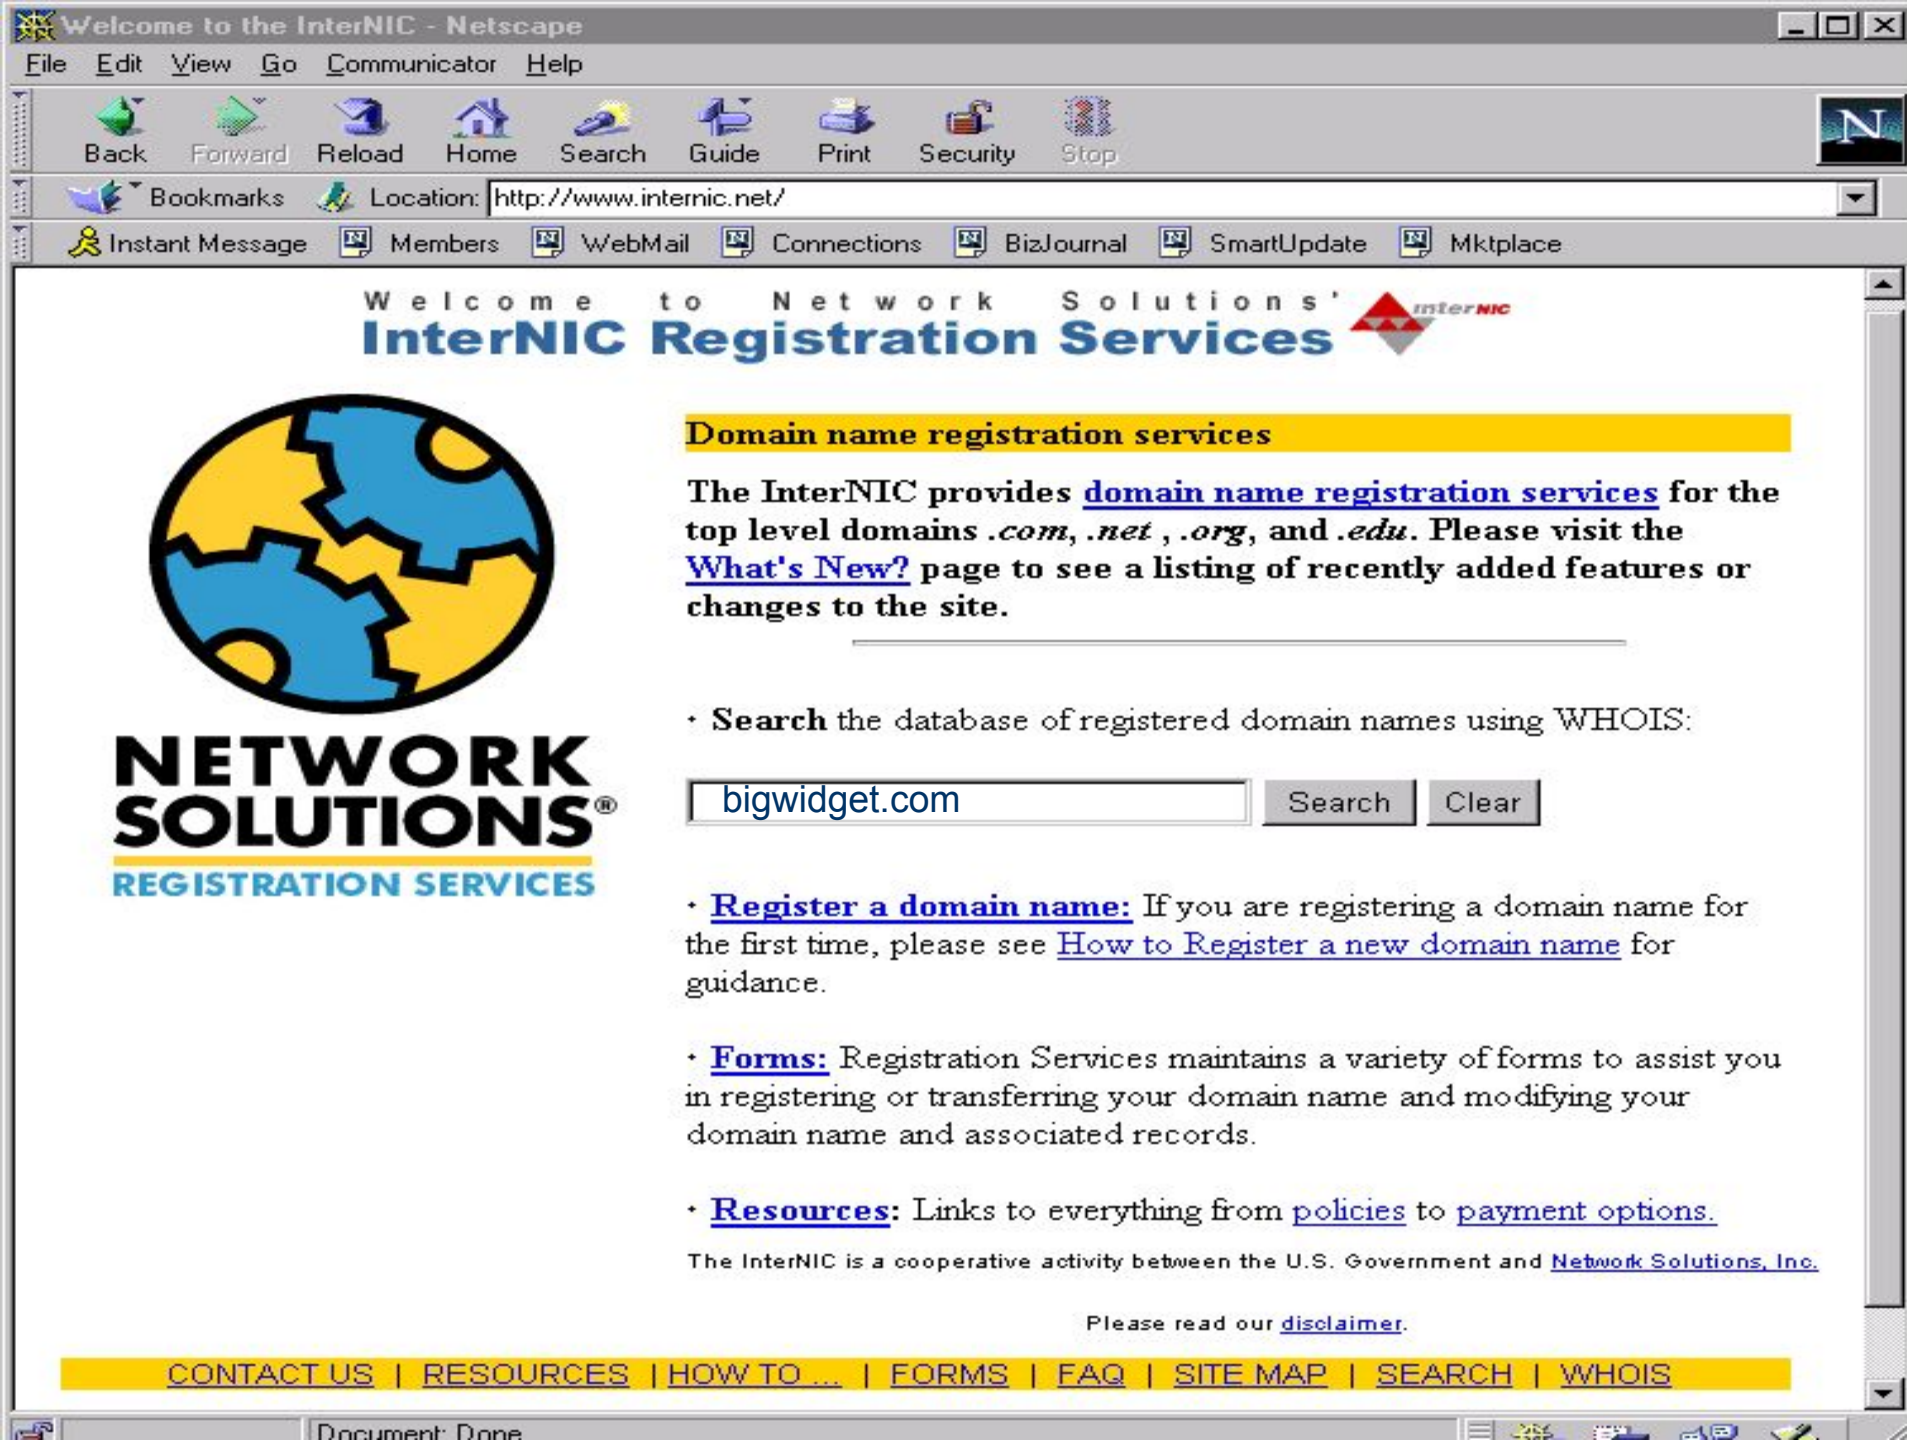 Welcome to the InterNIC - Netscape
File Edit View Go Communicator Help
Back Forward Reload Home Search Guide Print Security Stop
N
Bookmarks Location: http://www.internic.net/
Instant Message Members WebMail Connections BizJournal SmartUpdate Mktplace
Welcome to Network Solutions'
InterNIC Registration Services
InterNIC
NETWORK
SOLUTIONS®
REGISTRATION SERVICES
Domain name registration services
The InterNIC provides domain name registration services for the
top level domains .com, .net , .org, and .edu. Please visit the
What's New? page to see a listing of recently added features or
changes to the site.
· Search the database of registered domain names using WHOIS:
bigwidget.com Search Clear
· Register a domain name: If you are registering a domain name for
the first time, please see How to Register a new domain name for
guidance.
· Forms: Registration Services maintains a variety of forms to assist you
in registering or transferring your domain name and modifying your
domain name and associated records.
· Resources: Links to everything from policies to payment options.
The InterNIC is a cooperative activity between the U.S. Government and Network Solutions, Inc.
Please read our disclaimer.
CONTACT US | RESOURCES | HOW TO ... | FORMS | FAQ | SITE MAP | SEARCH | WHOIS
Document: Done